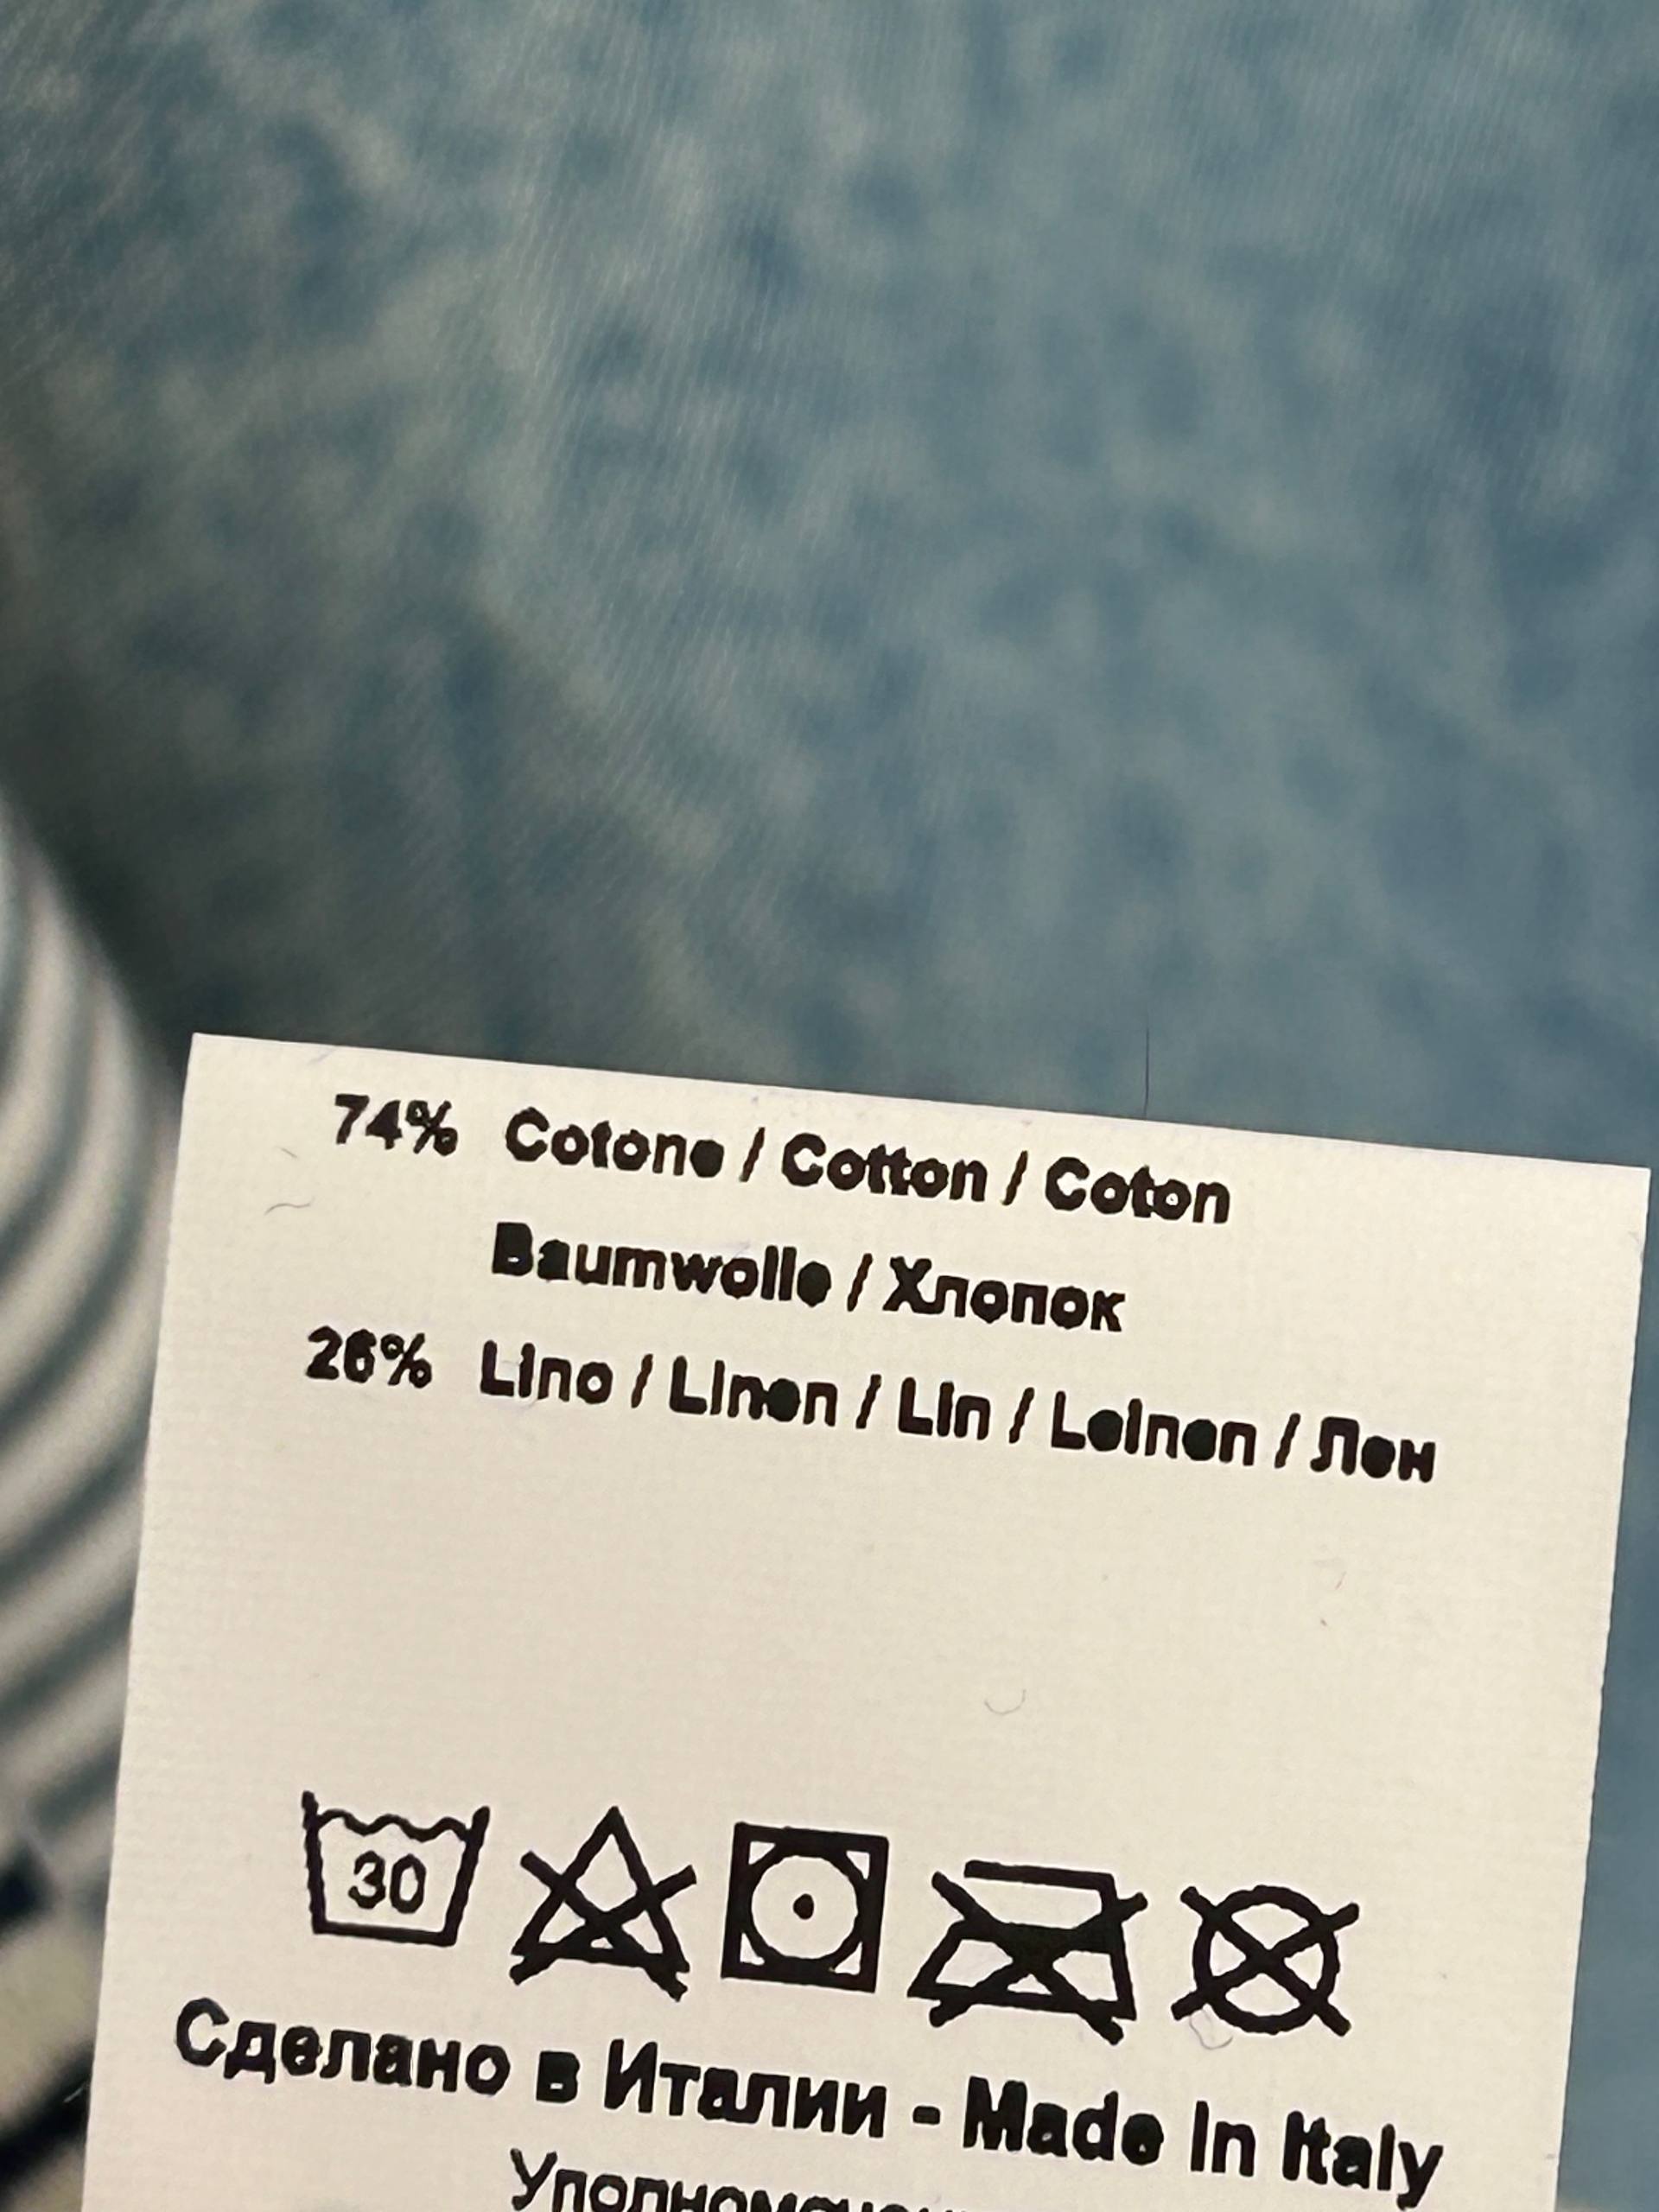 74% Cotone / Cotton / Coton
Baumwolle / Хлопок
26% Lino / Linen / Lin / Leinen / Лен
30
Сделано в Италии - Made In Italy